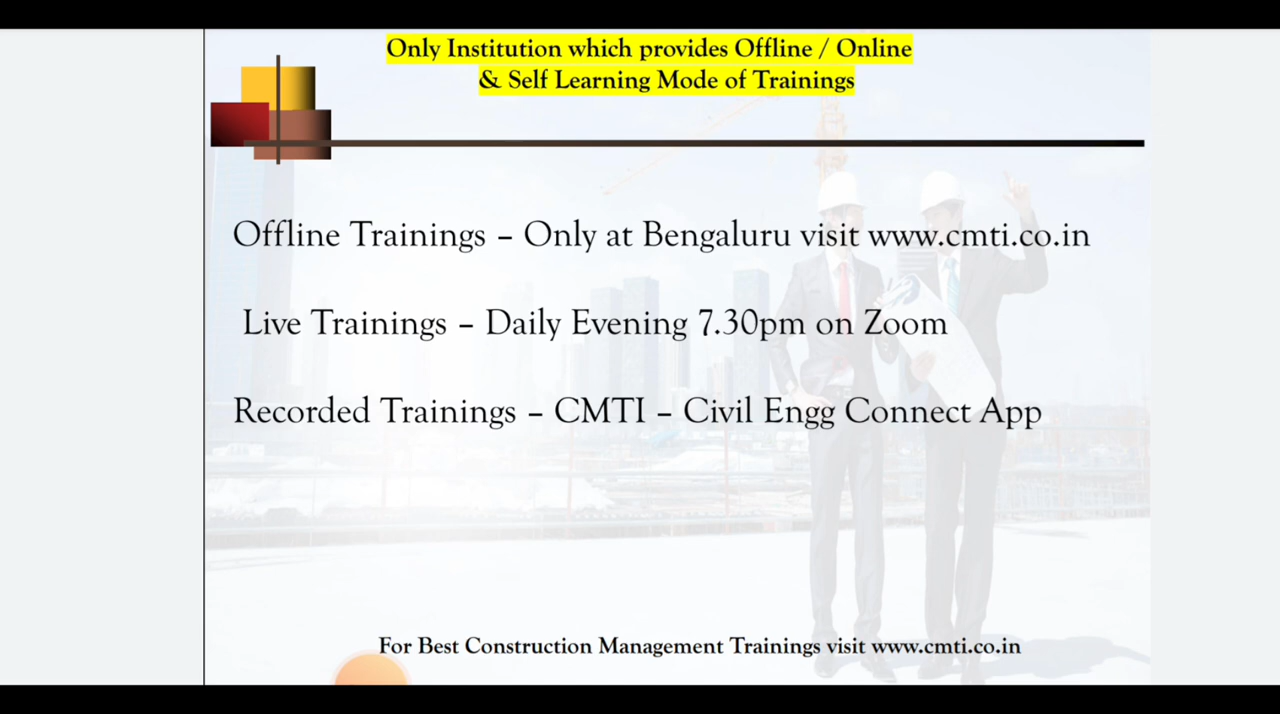 Only Institution which provides Offline / Online
& Self Learning Mode of Trainings
Offline Trainings – Only at Bengaluru visit www.cmti.co.in
Live Trainings – Daily Evening 7.30pm on Zoom
Recorded Trainings – CMTI – Civil Engg Connect App
For Best Construction Management Trainings visit www.cmti.co.in